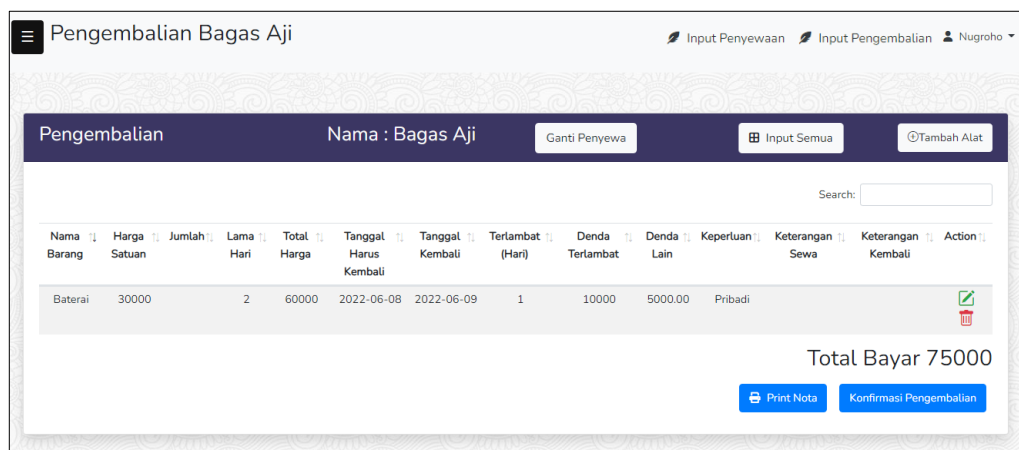 Pengembalian Bagas Aji
Input Penyewaan Input Pengembalian Nugroho
Pengembalian Nama : Bagas Aji Ganti Penyewa Input Semua Tambah Alat
Search:
Nama Barang Harga Satuan Jumlah Lama Hari Total Harga Tanggal Harus Kembali Tanggal Kembali Terlambat (Hari) Denda Terlambat Denda Lain Keperluan Keterangan Sewa Keterangan Kembali Action
Baterai 30000 2 60000 2022-06-08 2022-06-09 1 10000 5000.00 Pribadi
Total Bayar 75000
Print Nota Konfirmasi Pengembalian